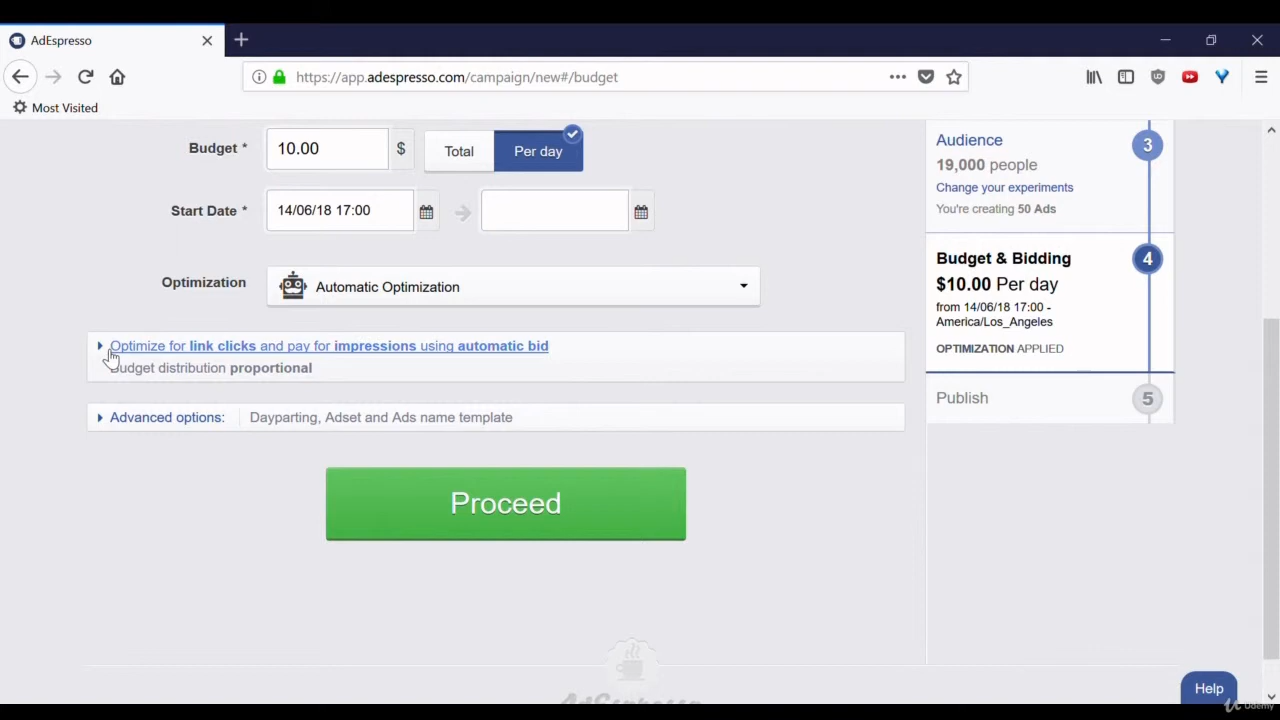 AdEspresso
https://app.adespresso.com/campaign/new#/budget
Most Visited
Budget * 10.00 $ Total Per day
Start Date * 14/06/18 17:00
Optimization Automatic Optimization
Optimize for link clicks and pay for impressions using automatic bid
Budget distribution proportional
Advanced options: Dayparting, Adset and Ads name template
Proceed
Audience 3
19,000 people
Change your experiments
You're creating 50 Ads
Budget & Bidding 4
$10.00 Per day
from 14/06/18 17:00 -
America/Los_Angeles
OPTIMIZATION APPLIED
Publish 5
AdEspresso
Help
Udemy